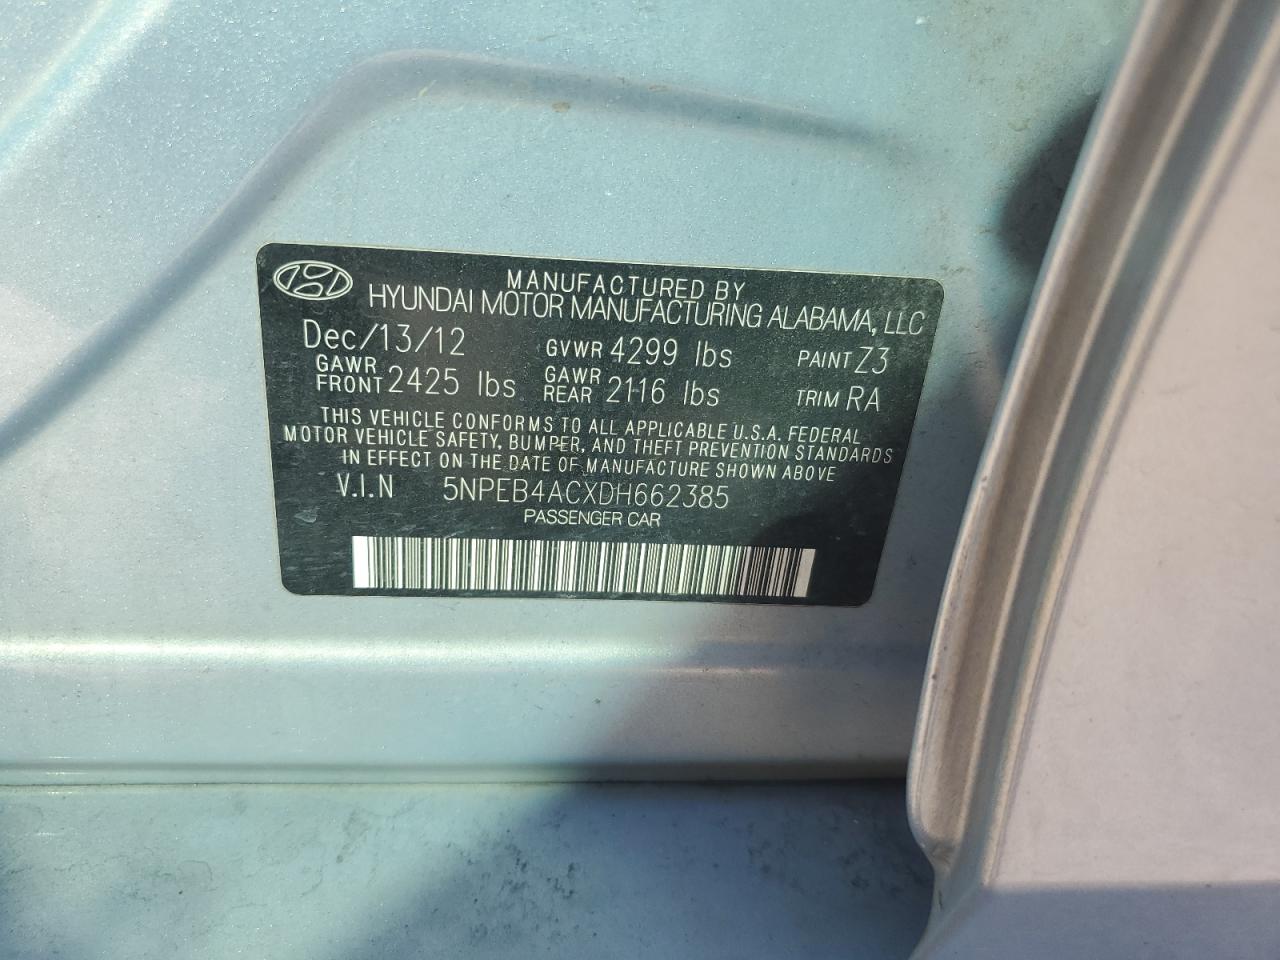 MANUFACTURED BY
HYUNDAI MOTOR MANUFACTURING ALABAMA, LLC
Dec/13/12 GVWR 4299 lbs PAINT Z3
GAWR FRONT 2425 lbs GAWR REAR 2116 lbs TRIM RA
THIS VEHICLE CONFORMS TO ALL APPLICABLE U.S.A. FEDERAL
MOTOR VEHICLE SAFETY, BUMPER, AND THEFT PREVENTION STANDARDS
IN EFFECT ON THE DATE OF MANUFACTURE SHOWN ABOVE
V.I.N 5NPEB4ACXDH662385
PASSENGER CAR